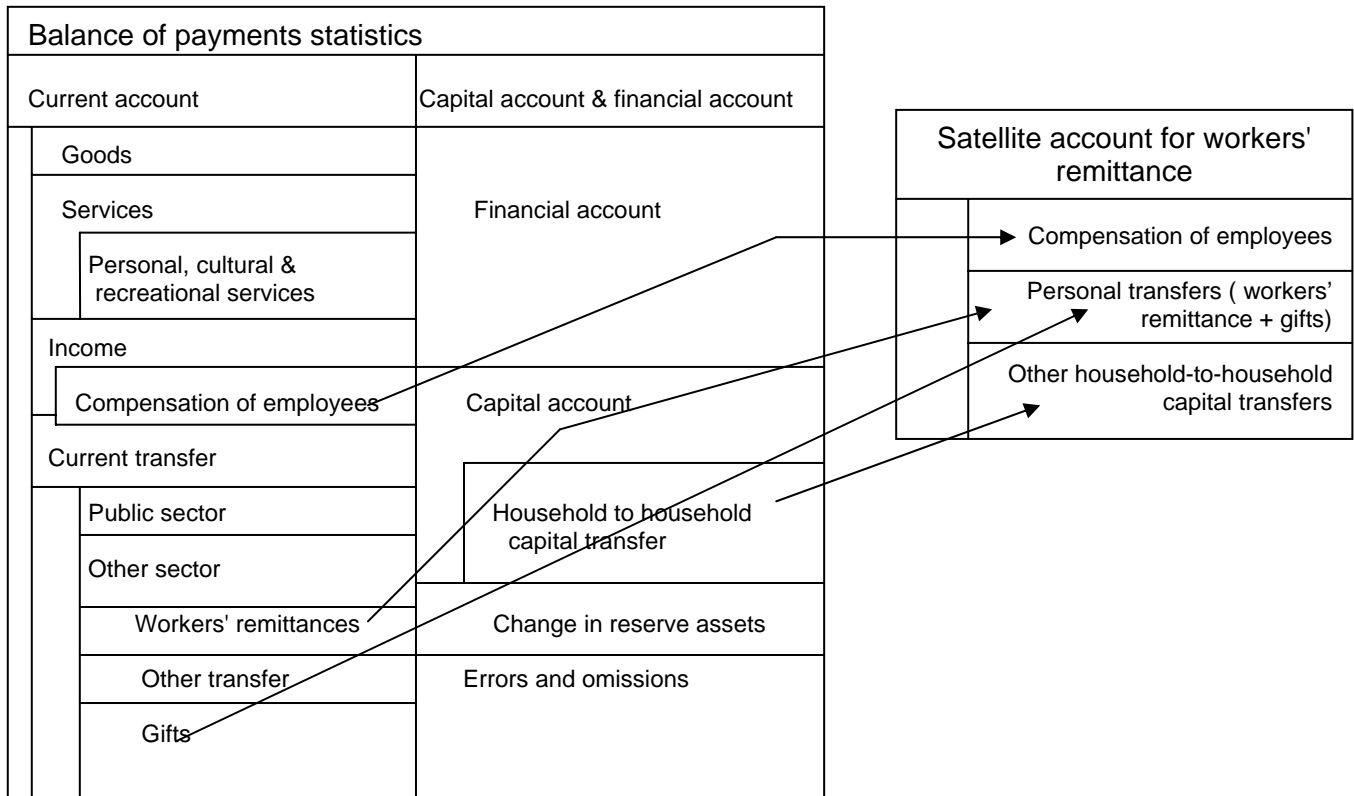 Balance of payments statistics
Current account
Capital account & financial account
Goods
Services
Personal, cultural &
recreational services
Income
Compensation of employees
Current transfer
Public sector
Other sector
Workers' remittances
Other transfer
Gifts
Financial account
Capital account
Household to household
capital transfer
Change in reserve assets
Errors and omissions
Satellite account for workers'
remittance
Compensation of employees
Personal transfers ( workers’
remittance + gifts)
Other household-to-household
capital transfers